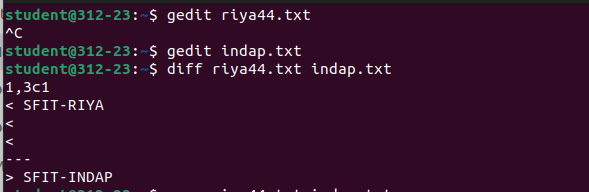 student@312-23:~$ gedit riya44.txt
^C
student@312-23:~$ gedit indap.txt
student@312-23:~$ diff riya44.txt indap.txt
1,3c1
< SFIT-RIYA
<
<
---
> SFIT-INDAP